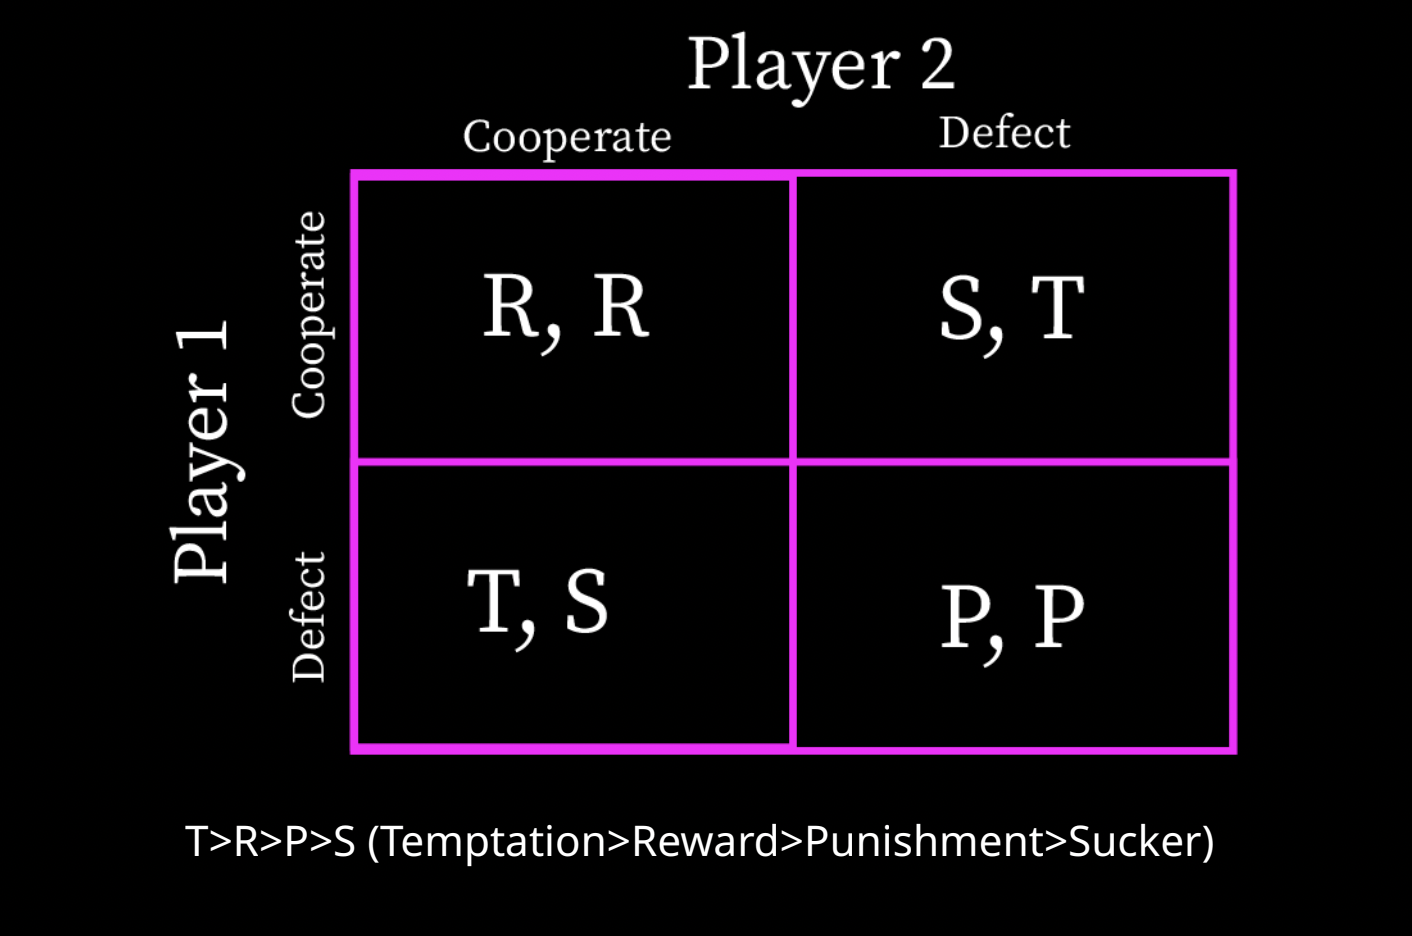 Player 2
Cooperate Defect
Player 1
Cooperate
R, R S, T
Defect
T, S P, P
T>R>P>S (Temptation>Reward>Punishment>Sucker)